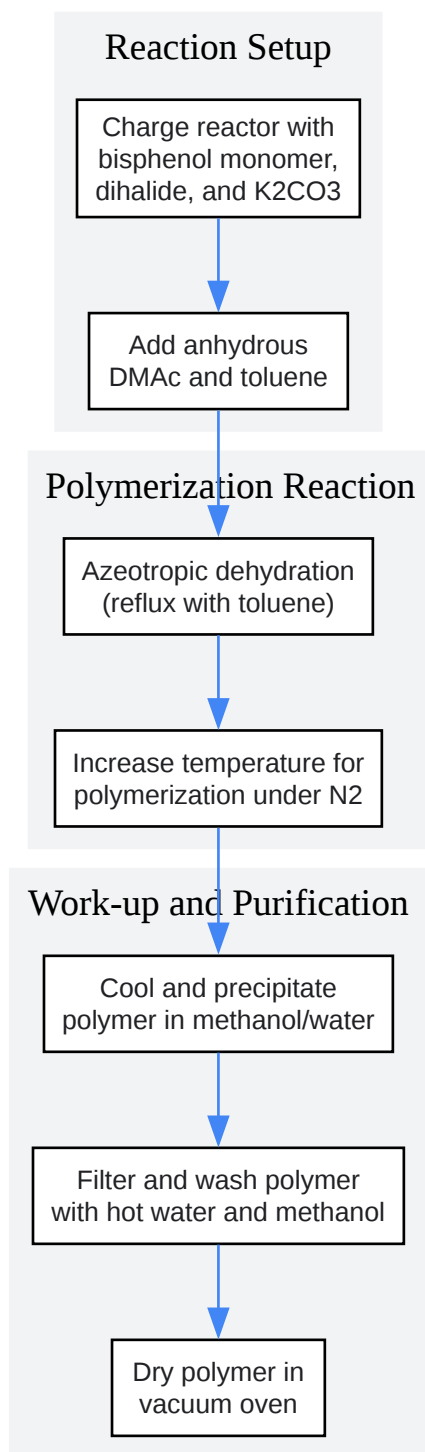 Reaction Setup
Charge reactor with
bisphenol monomer,
dihalide, and K2CO3
Add anhydrous
DMAc and toluene
Polymerization Reaction
Azeotropic dehydration
(reflux with toluene)
Increase temperature for
polymerization under N2
Work-up and Purification
Cool and precipitate
polymer in methanol/water
Filter and wash polymer
with hot water and methanol
Dry polymer in
vacuum oven